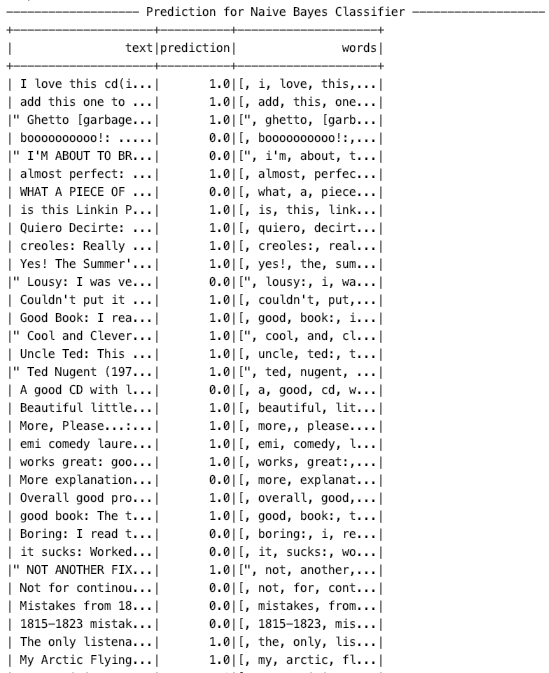 ------------------- Prediction for Naive Bayes Classifier -------------------
+--------------------+----------+--------------------+
|                text|prediction|               words|
+--------------------+----------+--------------------+
| I love this cd(i...|       1.0|[, i, love, this,...|
| add this one to ...|       1.0|[, add, this, one...|
|" Ghetto [garbage...|       1.0|[", ghetto, [garb...|
| boooooooooo!: .....|       0.0|[, boooooooooo!:,...|
|" I'M ABOUT TO BR...|       0.0|[", i'm, about, t...|
| almost perfect: ...|       1.0|[, almost, perfec...|
| WHAT A PIECE OF ...|       0.0|[, what, a, piece...|
| is this Linkin P...|       1.0|[, is, this, link...|
| Quiero Decirte: ...|       1.0|[, quiero, decirt...|
| creoles: Really ...|       1.0|[, creoles:, real...|
| Yes! The Summer'...|       1.0|[, yes!, the, sum...|
|" Lousy: I was ve...|       0.0|[", lousy:, i, wa...|
| Couldn't put it ...|       1.0|[, couldn't, put,...|
| Good Book: I rea...|       1.0|[, good, book:, i...|
|" Cool and Clever...|       1.0|[", cool, and, cl...|
| Uncle Ted: This ...|       1.0|[, uncle, ted:, t...|
|" Ted Nugent (197...|       1.0|[", ted, nugent, ...|
| A good CD with l...|       0.0|[, a, good, cd, w...|
| Beautiful little...|       1.0|[, beautiful, lit...|
| More, Please...:...|       1.0|[, more,, please....|
| emi comedy laure...|       1.0|[, emi, comedy, l...|
| works great: goo...|       1.0|[, works, great:,...|
| More explanation...|       0.0|[, more, explanat...|
| Overall good pro...|       1.0|[, overall, good,...|
| good book: The t...|       1.0|[, good, book:, t...|
| Boring: I read t...|       0.0|[, boring:, i, re...|
| it sucks: Worked...|       0.0|[, it, sucks:, wo...|
|" NOT ANOTHER FIX...|       1.0|[", not, another,...|
| Not for continou...|       0.0|[, not, for, cont...|
| Mistakes from 18...|       0.0|[, mistakes, from...|
| 1815-1823 mistak...|       0.0|[, 1815-1823, mis...|
| The only listena...|       1.0|[, the, only, lis...|
| My Arctic Flying...|       1.0|[, my, arctic, fl...|